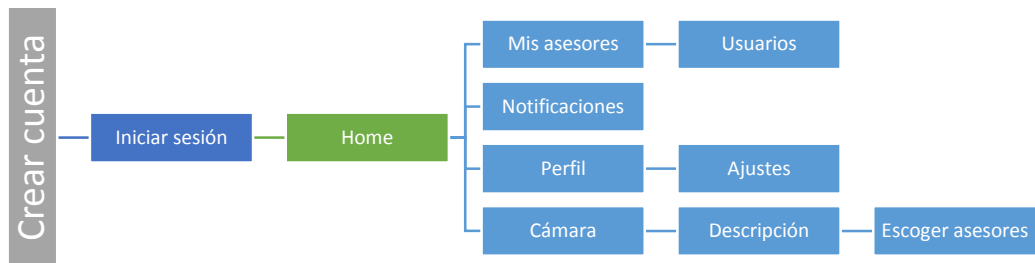 Crear cuenta
Iniciar sesión
Home
Mis asesores
Usuarios
Notificaciones
Perfil
Ajustes
Cámara
Descripción
Escoger asesores